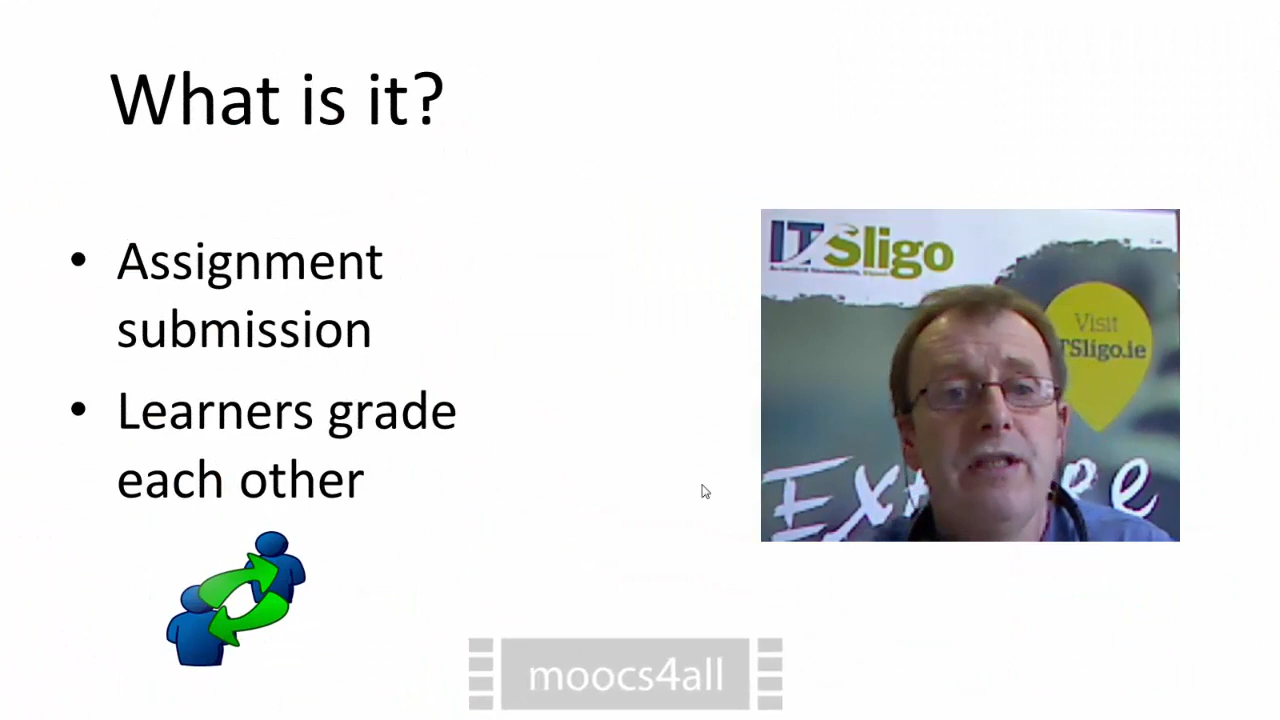 What is it?
• Assignment
submission
• Learners grade
each other
ITSligo
Visit
TSligo.ie
moocs4all